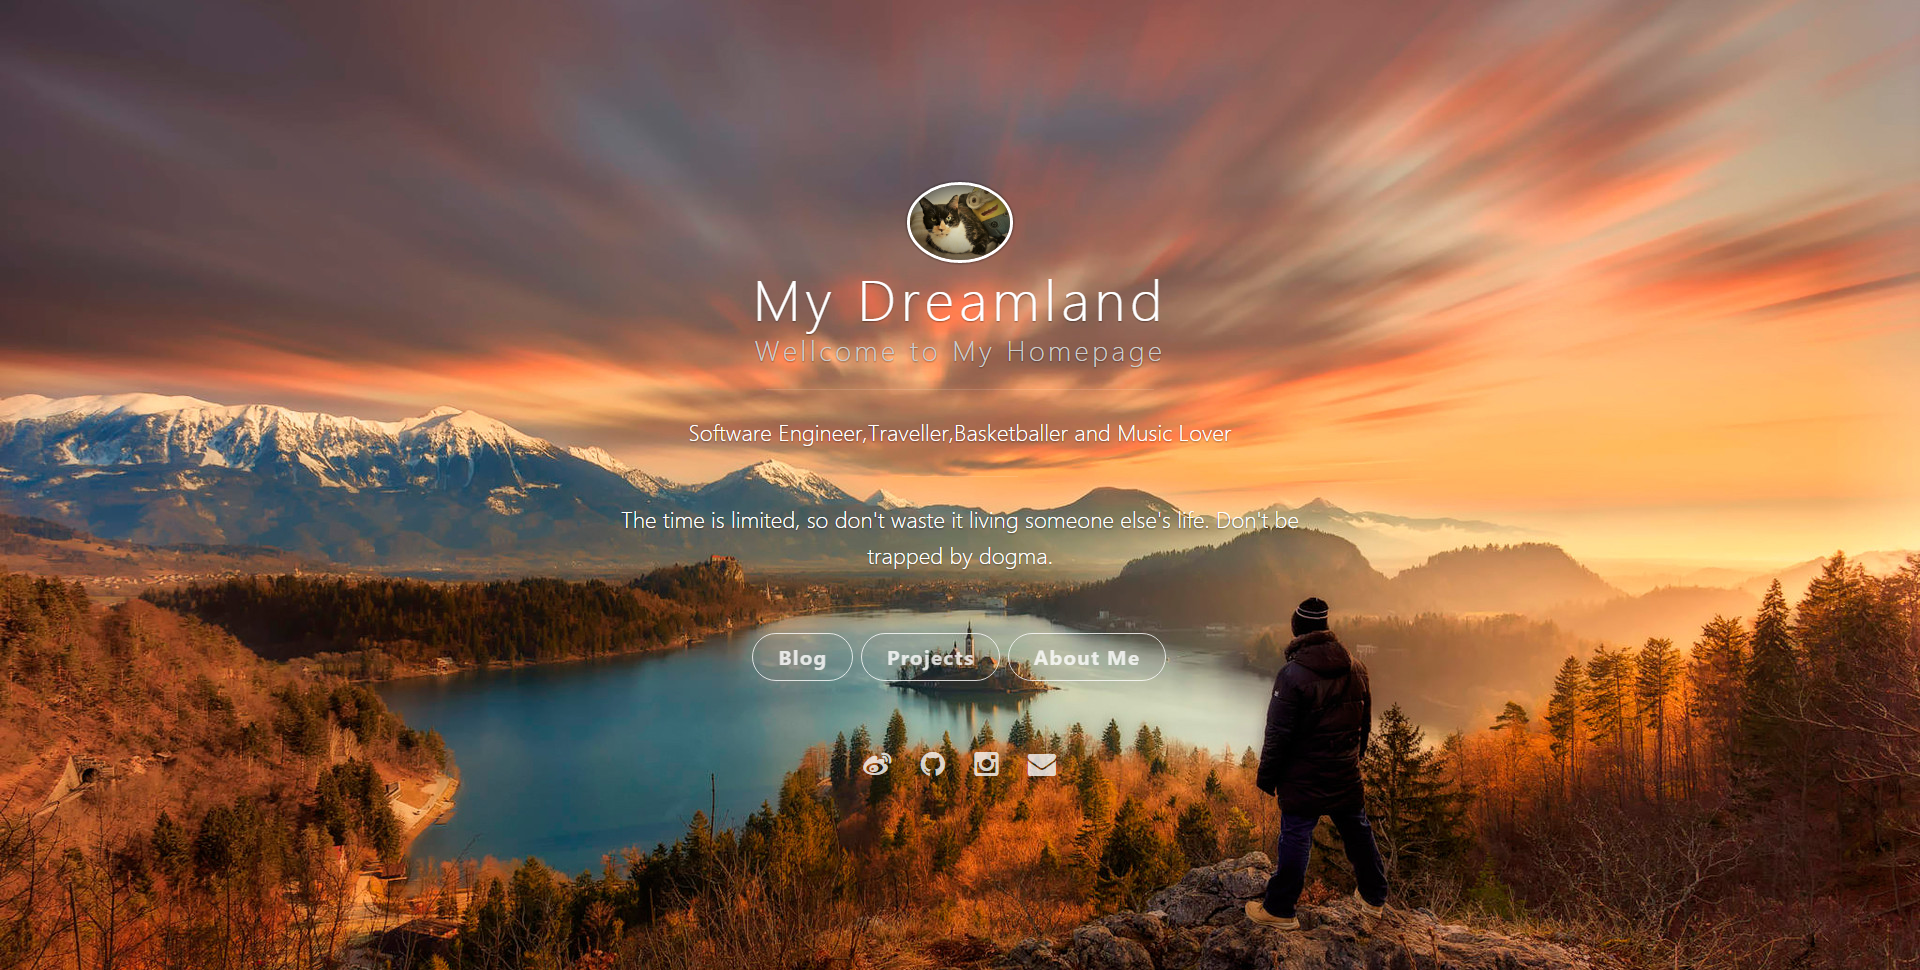 My Dreamland
Wellcome to My Homepage
Software Engineer,Traveller,Basketballer and Music Lover
The time is limited, so don't waste it living someone else's life. Don't be
trapped by dogma.
Blog Projects About Me